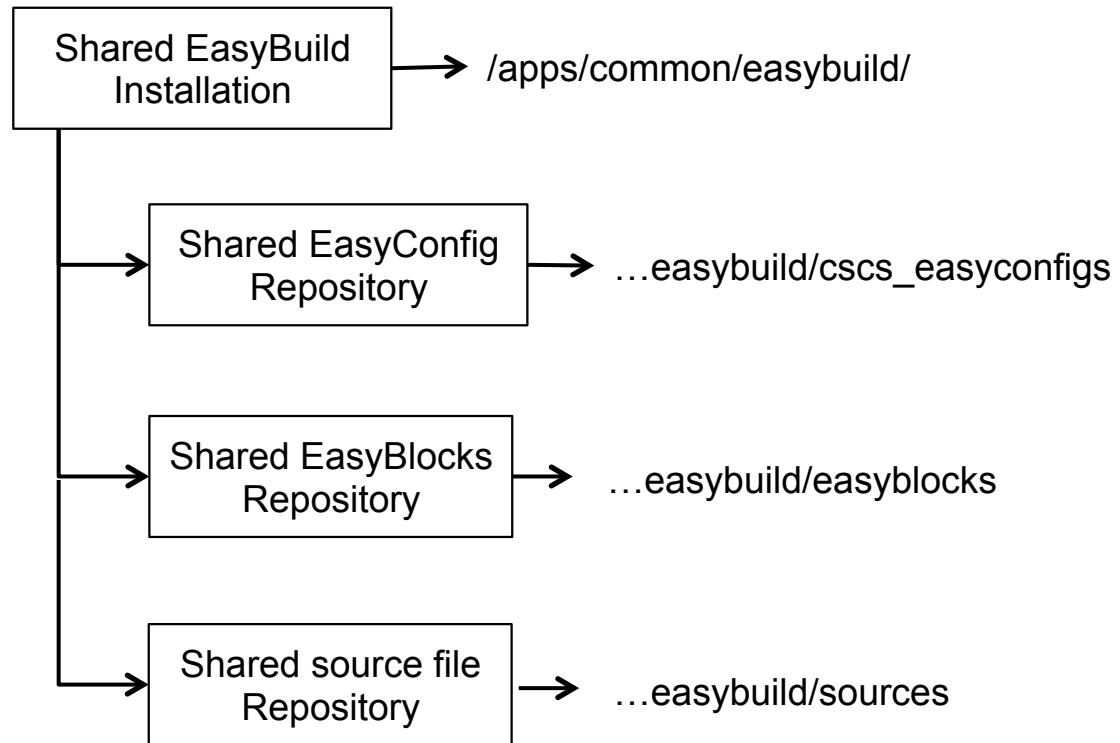 Shared EasyBuild
Installation
/apps/common/easybuild/
Shared EasyConfig
Repository
…easybuild/cscs_easyconfigs
Shared EasyBlocks
Repository
…easybuild/easyblocks
Shared source file
Repository
…easybuild/sources